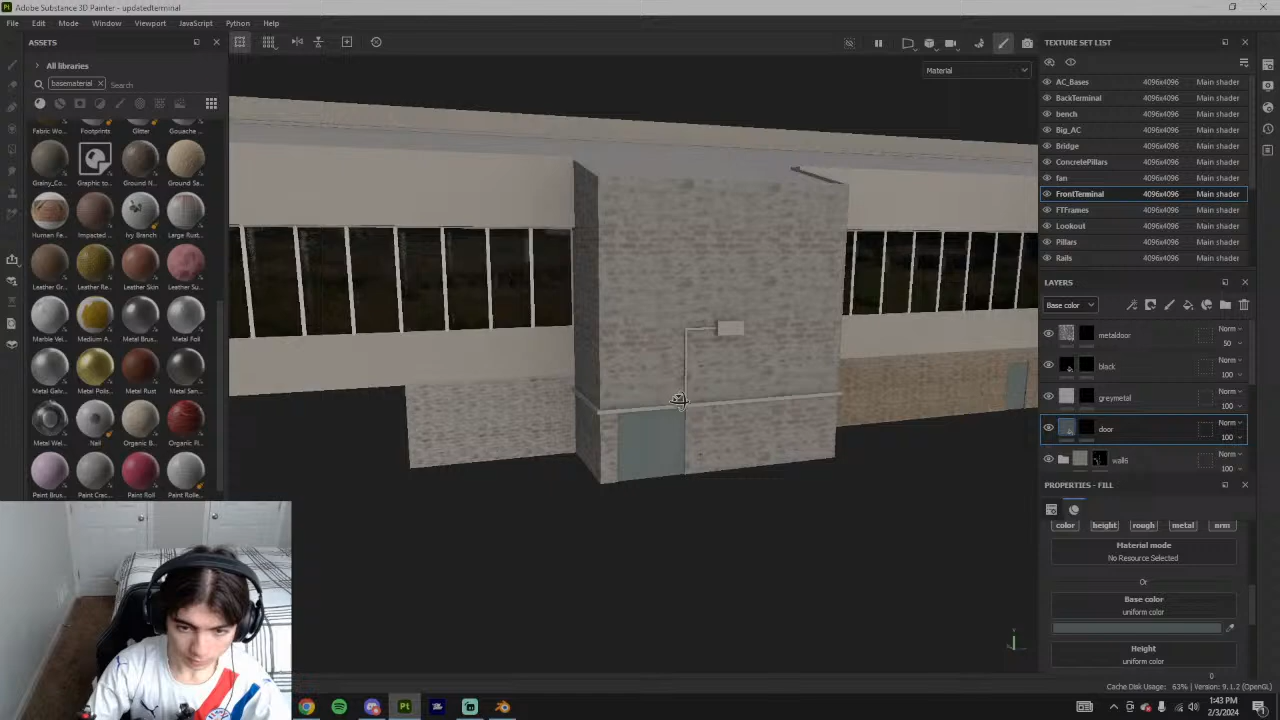 Adobe Substance 3D Painter - updatedterminal
File Edit Mode Window Viewport JavaScript Python Help
ASSETS
All libraries
basematerial
Search
Fabric Wo... Footprints Glitter Gouache ...
Grainy_Co... Graphic to... Ground N... Ground Sa...
Human Fe... Impacted ... Ivy Branch Large Rust...
Leather Gr... Leather Re... Leather Skin Leather Su...
Marble Vei... Medium A... Metal Brus... Metal Foil
Metal Galv... Metal Polis... Metal Rust Metal San...
Metal Wel... Nail Organic B... Organic Fl...
Paint Brus... Paint Crac... Paint Roll Paint Rolle...
Material
Y
TEXTURE SET LIST
AC_Bases 4096x4096 Main shader
BackTerminal 4096x4096 Main shader
bench 4096x4096 Main shader
Big_AC 4096x4096 Main shader
Bridge 4096x4096 Main shader
ConcretePillars 4096x4096 Main shader
fan 4096x4096 Main shader
FrontTerminal 4096x4096 Main shader
FTFrames 4096x4096 Main shader
Lookout 4096x4096 Main shader
Pillars 4096x4096 Main shader
Rails 4096x4096 Main shader
LAYERS
Base color
metaldoor Norm
50
black Norm
100
greymetal Norm
100
door Norm
100
wall6 Norm
100
PROPERTIES - FILL
color height rough metal nrm
Material mode
No Resource Selected
Or
Base color
uniform color
Height
uniform color
0
Cache Disk Usage: 63% | Version: 9.1.2 (OpenGL)
Pt
1:43 PM
2/3/2024